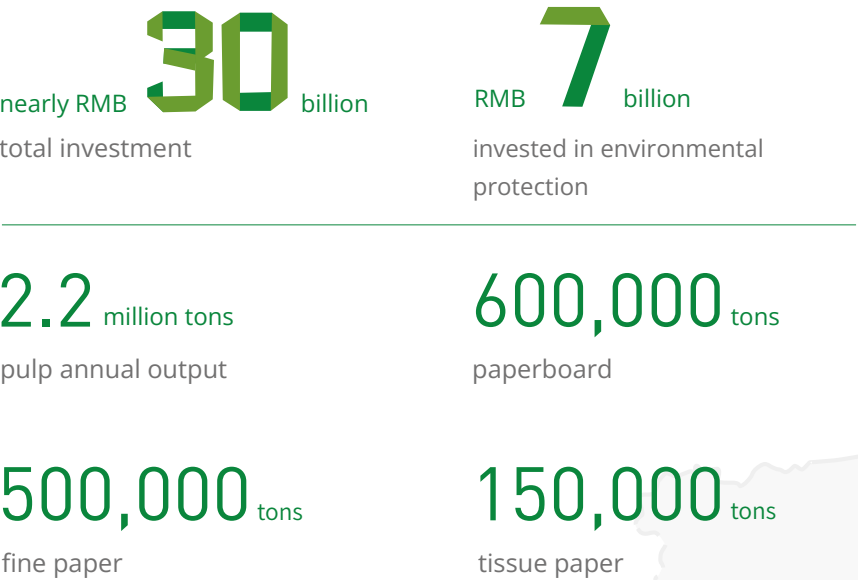 nearly RMB 30 billion
total investment
RMB 7 billion
invested in environmental
protection
2.2 million tons
pulp annual output
600,000 tons
paperboard
500,000 tons
fine paper
150,000 tons
tissue paper